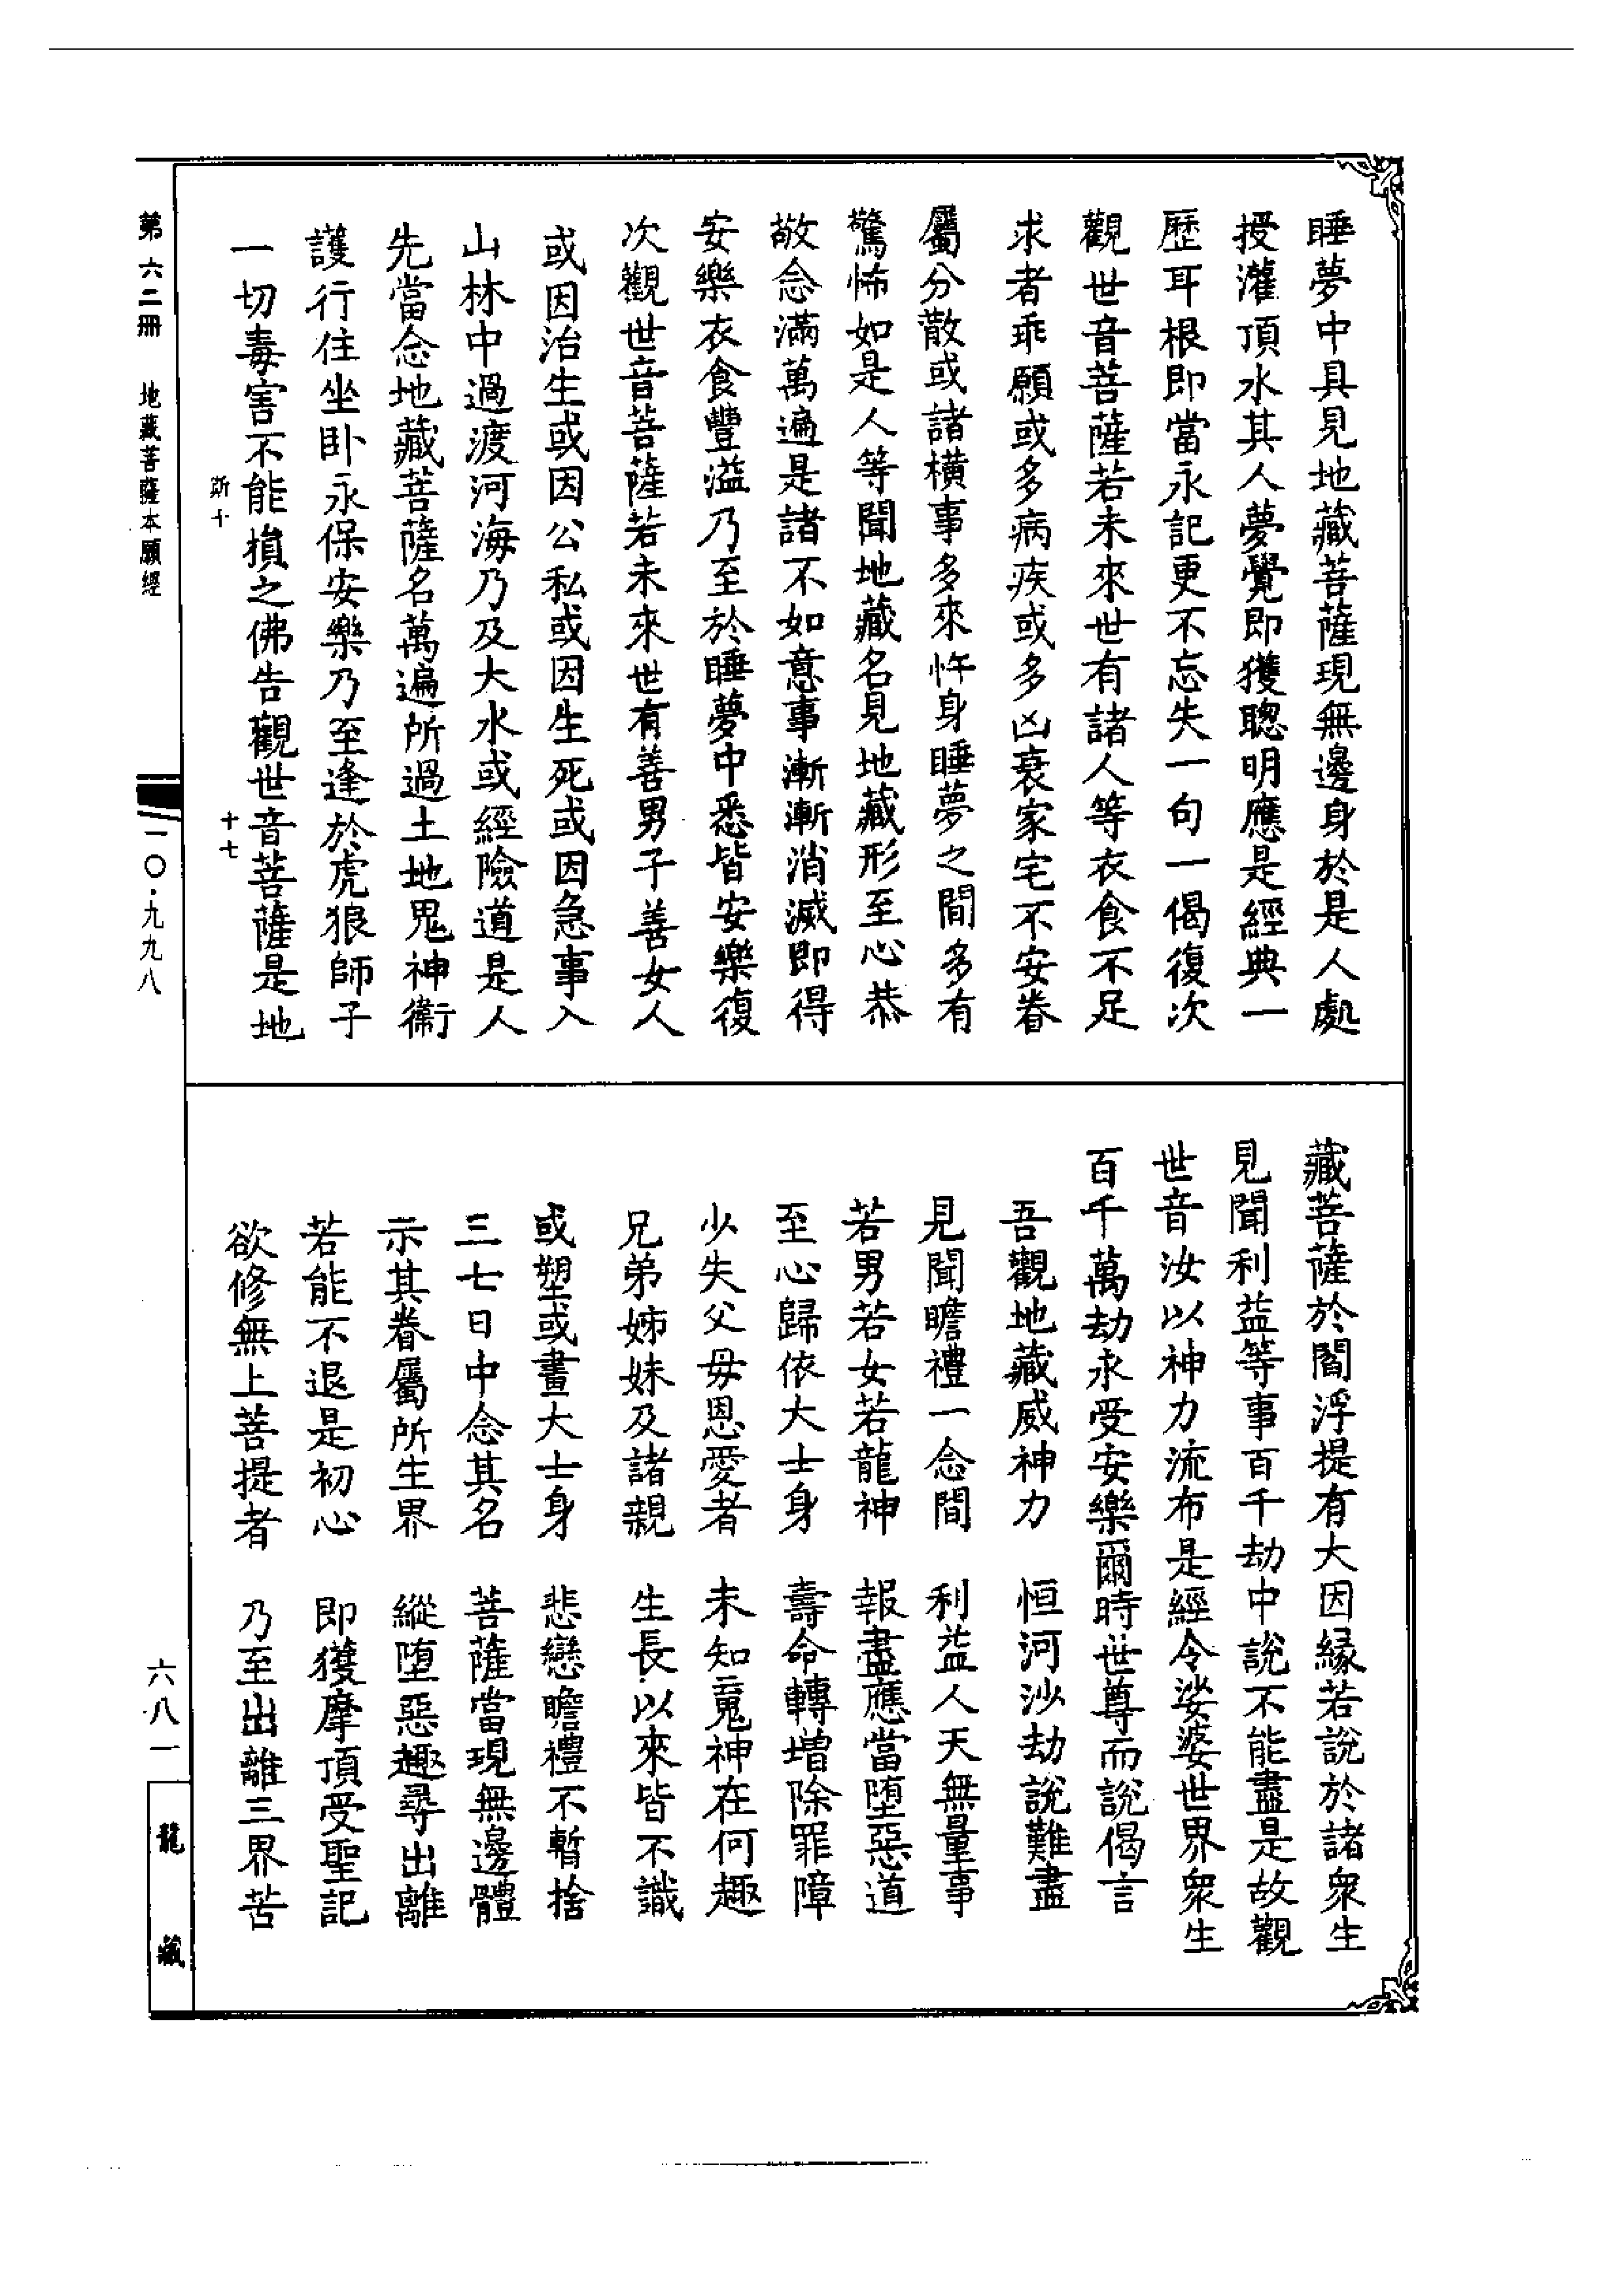 睡夢中具見地藏菩薩現無邊身於是人處
授灌頂水其人夢覺即獲聰明應是經典一
歷耳根即當永記更不忘失一句一偈復次
觀世音菩薩若未來世有諸人等衣食不足
求者乖願或多病疾或多凶衰家宅不安眷
屬分散或諸橫事多來忤身睡夢之間多有
驚怖如是人等聞地藏名見地藏形至心恭
敬念滿萬遍是諸不如意事漸漸消滅即得
安樂衣食豐溢乃至於睡夢中悉皆安樂復
次觀世音菩薩若未來世有善男子善女人
或因治生或因公私或因生死或因急事入
山林中過渡河海乃及大水或經險道是人
先當念地藏菩薩名萬遍所過土地鬼神衞
護行住坐卧永保安樂乃至逢於虎狼師子
一切毒害不能損之佛告觀世音菩薩是地
斯十
十七
藏菩薩於閻浮提有大因緣若說於諸衆生
見聞利益等事百千劫中說不能盡是故觀
世音汝以神力流布是經令娑婆世界衆生
百千萬劫永受安樂爾時世尊而說偈言
吾觀地藏威神力　恒河沙劫說難盡
見聞瞻禮一念間　利益人天無量事
若男若女若龍神　報盡應當墮惡道
至心歸依大士身　壽命轉增除罪障
少失父母恩愛者　未知䰟神在何趣
兄弟姊妹及諸親　生長以來皆不識
或塑或畫大士身　悲戀瞻禮不暫捨
三七日中念其名　菩薩當現無邊體
示其眷屬所生界　縱墮惡趣尋出離
若能不退是初心　即獲摩頂受聖記
欲修無上菩提者　乃至出離三界苦
第六二冊　地藏菩薩本願經
一〇·九九八
六八一
龍藏